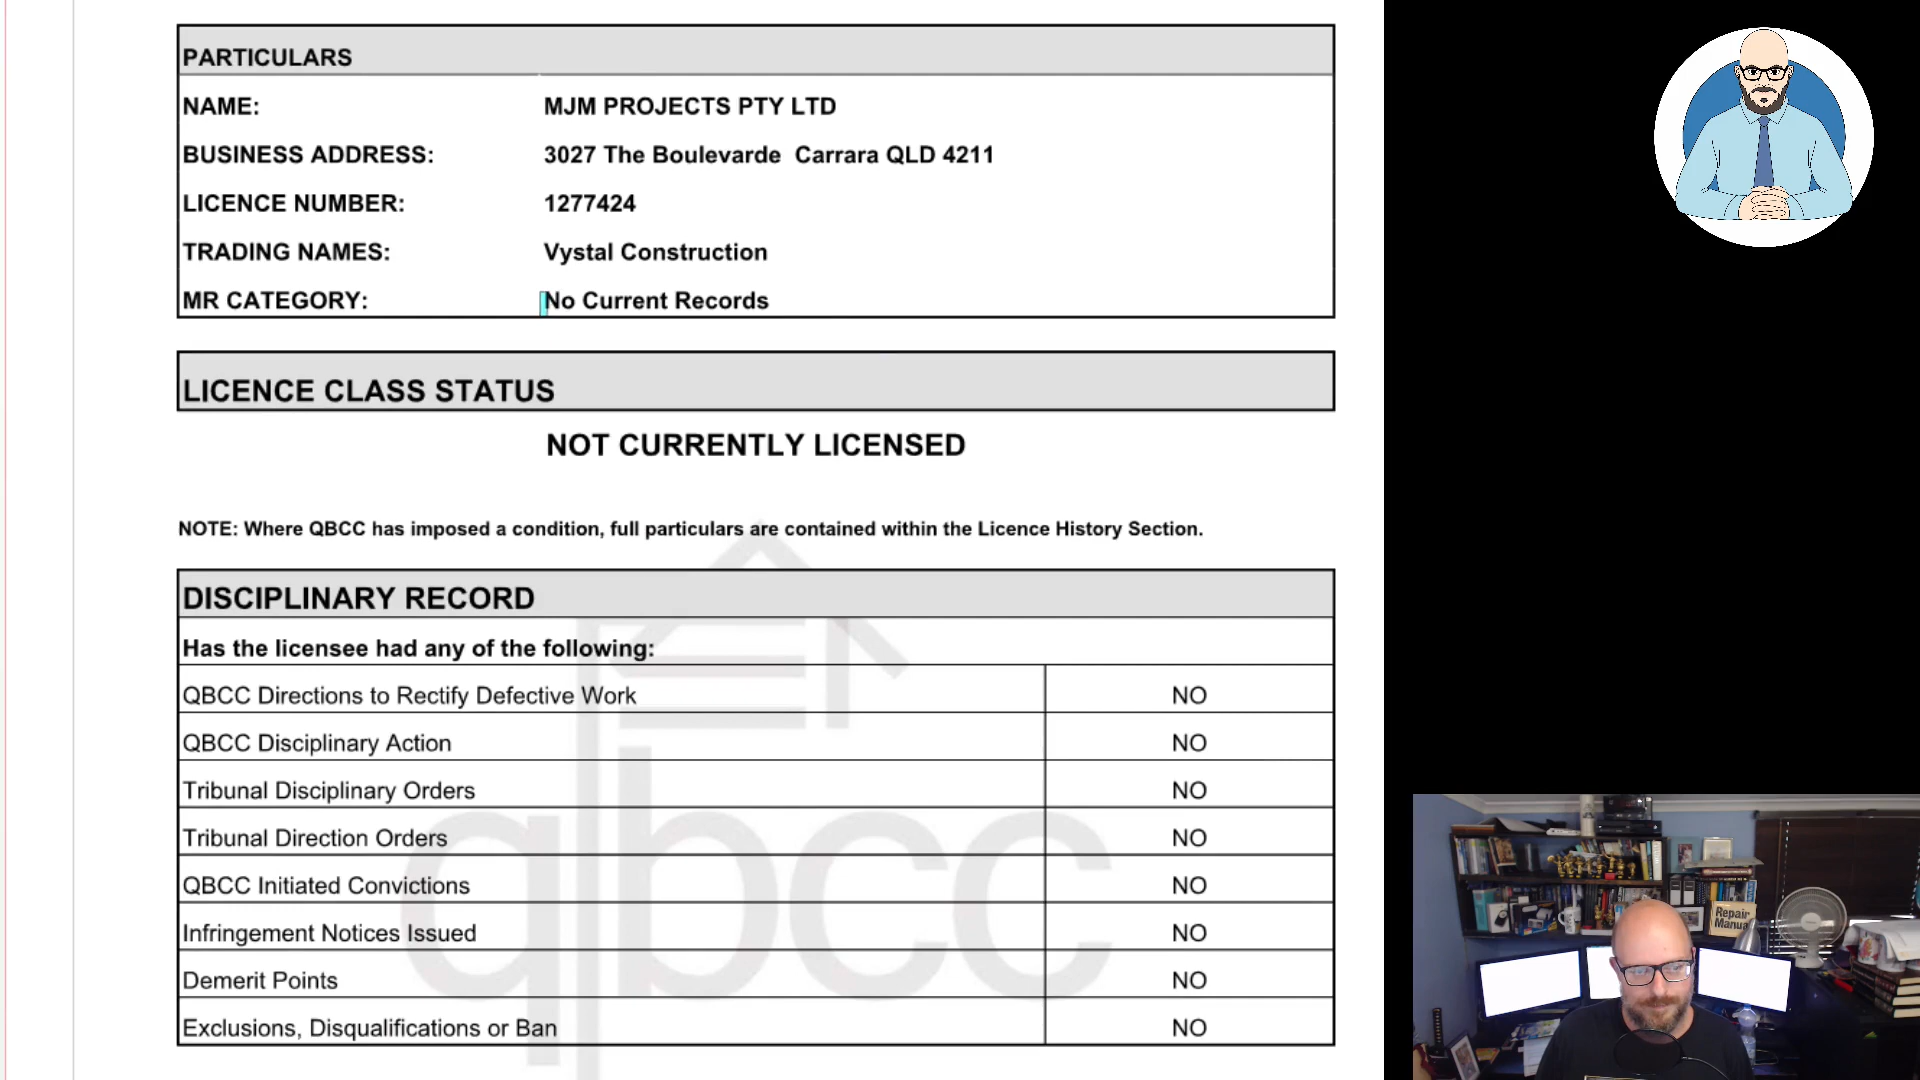 PARTICULARS
NAME: MJM PROJECTS PTY LTD
BUSINESS ADDRESS: 3027 The Boulevarde Carrara QLD 4211
LICENCE NUMBER: 1277424
TRADING NAMES: Vystal Construction
MR CATEGORY: No Current Records
LICENCE CLASS STATUS
NOT CURRENTLY LICENSED
NOTE: Where QBCC has imposed a condition, full particulars are contained within the Licence History Section.
DISCIPLINARY RECORD
Has the licensee had any of the following:
QBCC Directions to Rectify Defective Work NO
QBCC Disciplinary Action NO
Tribunal Disciplinary Orders NO
Tribunal Direction Orders NO
QBCC Initiated Convictions NO
Infringement Notices Issued NO
Demerit Points NO
Exclusions, Disqualifications or Ban NO
qbcc
Repair
Manual